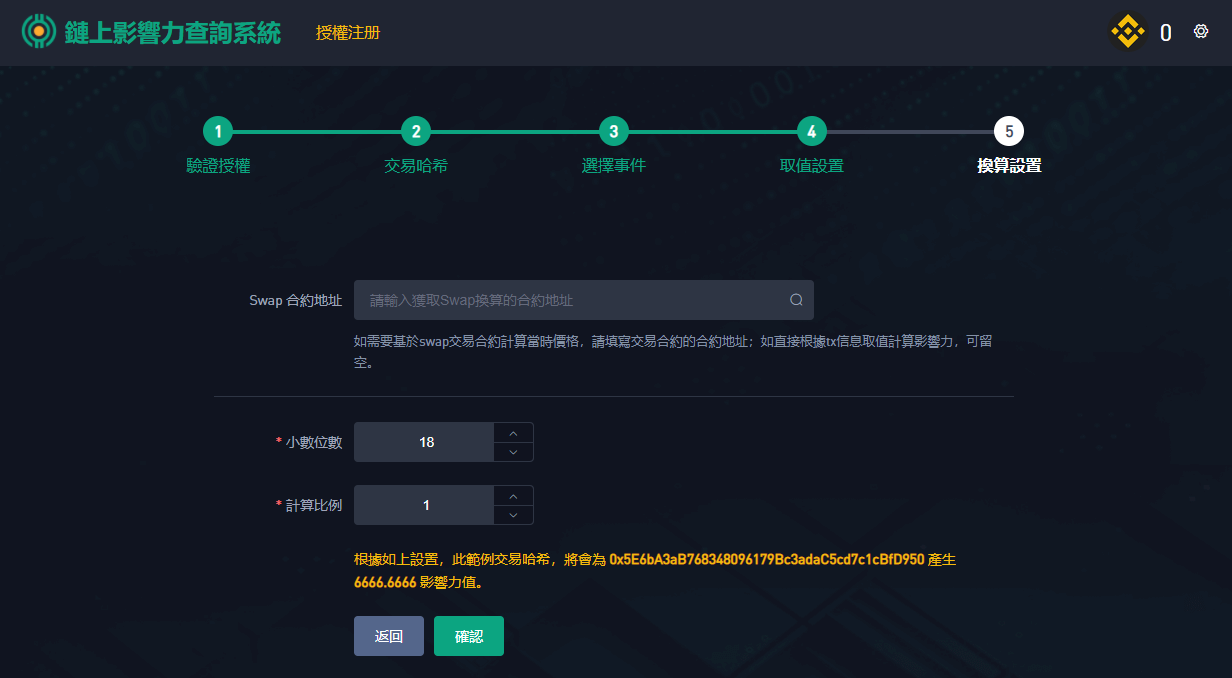 鏈上影響力查詢系統 授權注册 0
1 2 3 4 5
驗證授權 交易哈希 選擇事件 取值設置 換算設置
Swap 合約地址 請輸入獲取Swap換算的合約地址
如需要基於swap交易合約計算當時價格，請填寫交易合約的合約地址；如直接根據tx信息取值計算影響力，可留
空。
* 小數位數 18
* 計算比例 1
根據如上設置，此範例交易哈希，將會為 0x5E6bA3aB768348096179Bc3adaC5cd7c1cBfD950 產生
6666.6666 影響力值。
返回 確認